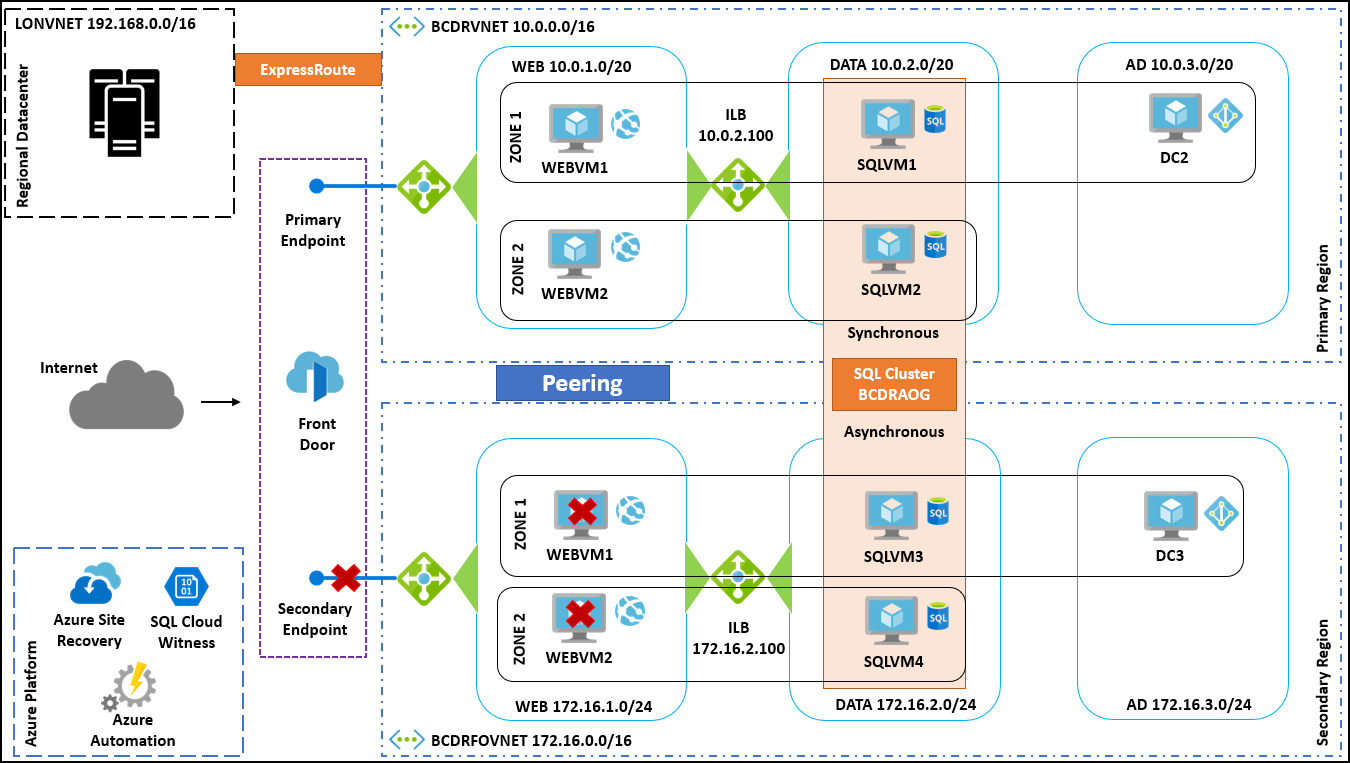 LONVNET 192.168.0.0/16
Regional Datacenter
ExpressRoute
BCDRVNET 10.0.0.0/16
WEB 10.0.1.0/20
DATA 10.0.2.0/20
AD 10.0.3.0/20
ZONE 1
WEBVM1
ILB
10.0.2.100
SQL
SQLVM1
DC2
Primary
Endpoint
ZONE 2
WEBVM2
SQL
SQLVM2
Synchronous
Primary Region
Internet
Front
Door
Peering
SQL Cluster
BCDRAOG
Asynchronous
ZONE 1
WEBVM1
SQL
SQLVM3
DC3
Secondary
Endpoint
ZONE 2
WEBVM2
ILB
172.16.2.100
SQL
SQLVM4
WEB 172.16.1.0/24
DATA 172.16.2.0/24
AD 172.16.3.0/24
Secondary Region
BCDRFOVNET 172.16.0.0/16
Azure Platform
Azure Site
Recovery
10
01
SQL Cloud
Witness
Azure
Automation